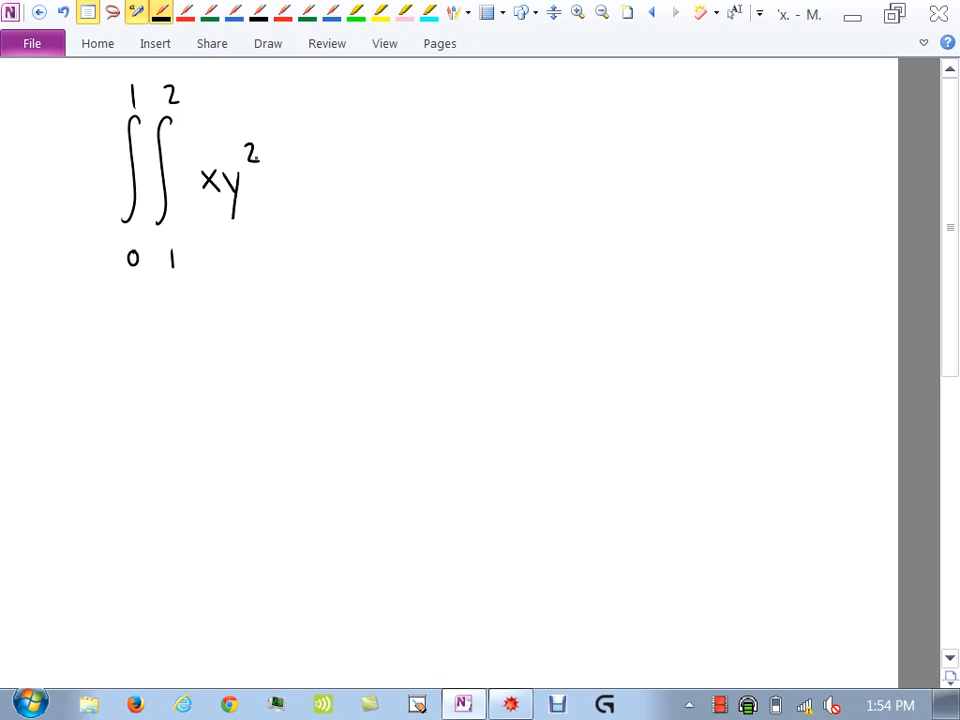 'x. - M.
File Home Insert Share Draw Review View Pages
1 2
∫ ∫ xy²
0 1
1:54 PM